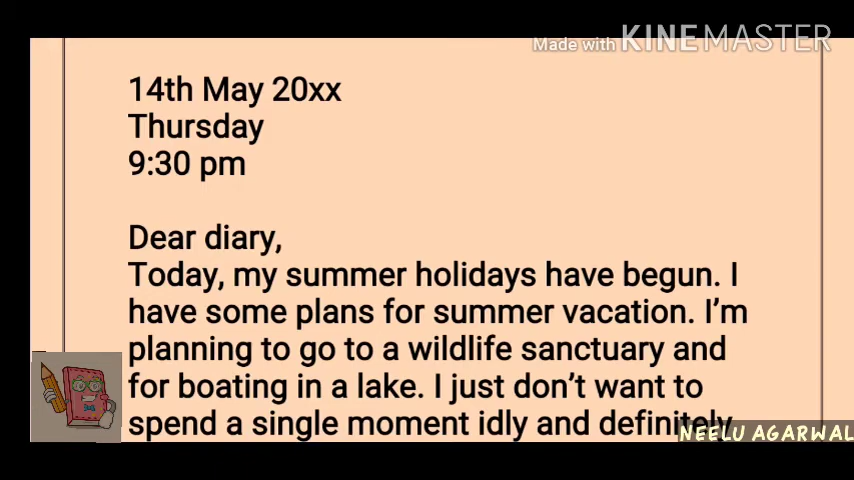 Made with KINEMASTER
14th May 20xx
Thursday
9:30 pm
Dear diary,
Today, my summer holidays have begun. I
have some plans for summer vacation. I’m
planning to go to a wildlife sanctuary and
for boating in a lake. I just don’t want to
spend a single moment idly and definitely
NEELU AGARWAL